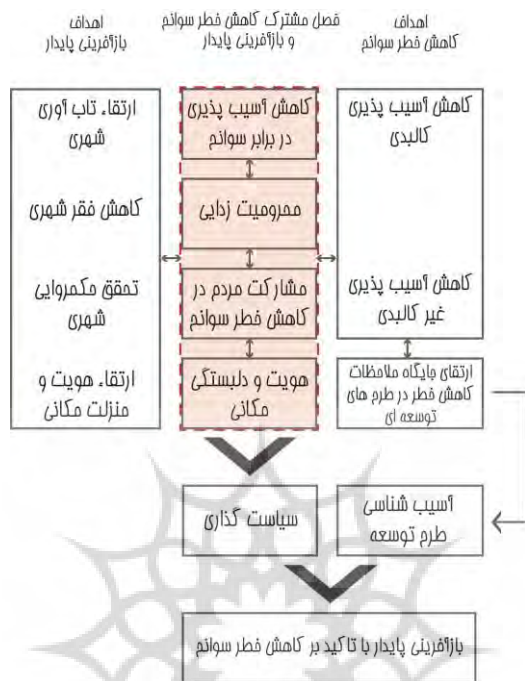 اهداف
کاهش خطر سوانح
فصل مشترک کاهش خطر سوانح
و بازآفرینی پایدار
اهداف
بازآفرینی پایدار
کاهش آسیب پذیری
کالبدی
کاهش آسیب پذیری
غیر کالبدی
ارتقای جایگاه ملاحظات
کاهش خطر در طرح های
توسعه ای
کاهش آسیب پذیری
در برابر سوانح
محرومیت زدایی
مشارکت مردم در
کاهش خطر سوانح
هویت و دلبستگی
مکانی
ارتقاء تاب آوری
شهری
کاهش فقر شهری
تحقق حکمروایی
شهری
ارتقاء هویت و
منزلت مکانی
آسیب شناسی
طرح توسعه
سیاست گذاری
بازآفرینی پایدار با تاکید بر کاهش خطر سوانح